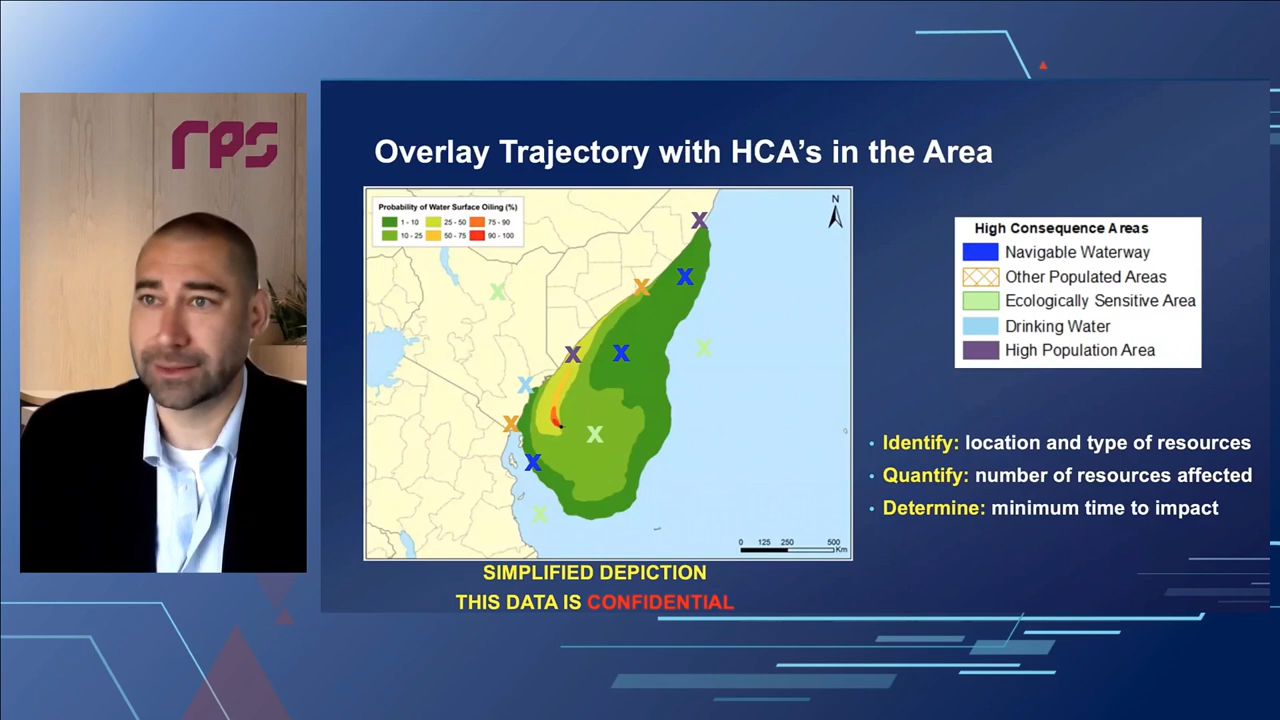 rps
Overlay Trajectory with HCA's in the Area
Probability of Water Surface Oiling (%)
1 - 10 25 - 50 75 - 90
10 - 25 50 - 75 90 - 100
N
X
X
X
X
X
X
X
X
X
X
X
X
0 125 250 500
Km
SIMPLIFIED DEPICTION
THIS DATA IS CONFIDENTIAL
High Consequence Areas
Navigable Waterway
Other Populated Areas
Ecologically Sensitive Area
Drinking Water
High Population Area
• Identify: location and type of resources
• Quantify: number of resources affected
• Determine: minimum time to impact